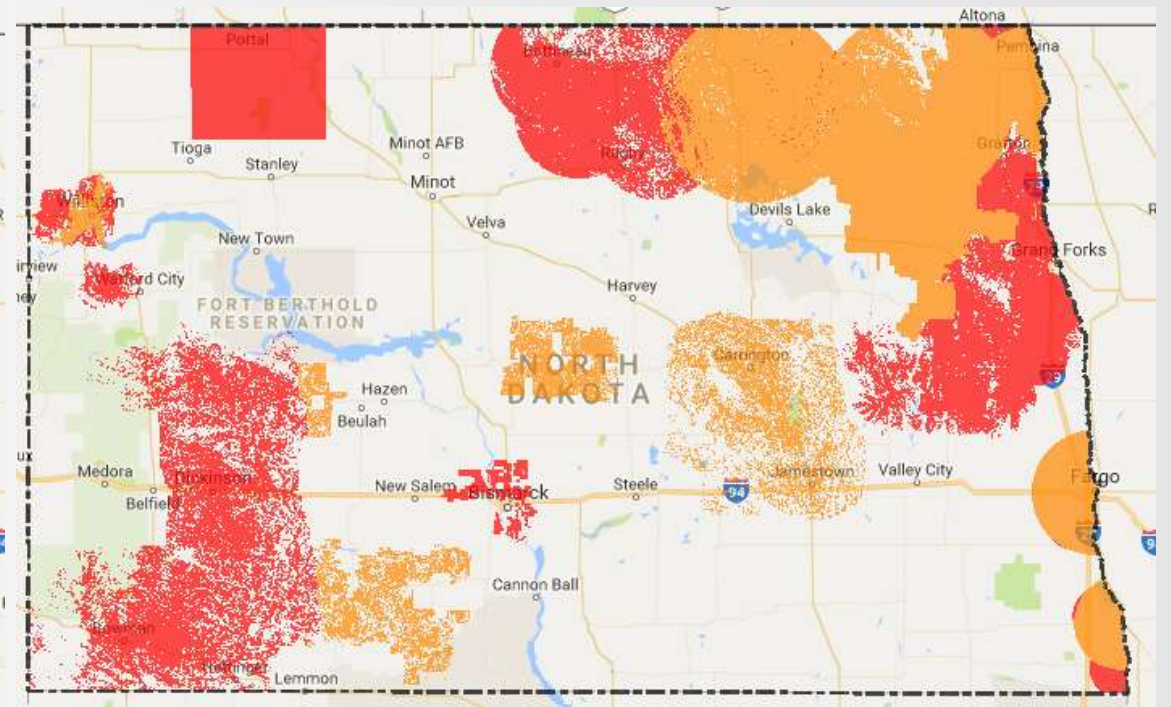 Altona
Portal
Bottineau
Pembina
Tioga
Stanley
Minot AFB
Minot
Rugby
Grafton
Williston
Devils Lake
Velva
New Town
Grand Forks
Watford City
Harvey
FORT BERTHOLD
RESERVATION
Carrington
NORTH
DAKOTA
Hazen
Beulah
Medora
Dickinson
Belfield
New Salem
Bismarck
Steele
94
Jamestown
Valley City
Fargo
Cannon Ball
Bowman
Hettinger
Lemmon